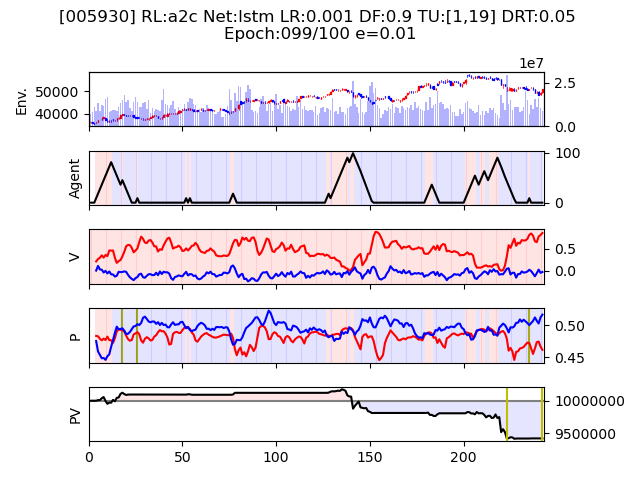 [005930] RL:a2c Net:lstm LR:0.001 DF:0.9 TU:[1,19] DRT:0.05
Epoch:099/100 e=0.01
1e7
Env.
50000
40000
2.5
0.0
Agent
100
0
V
0.5
0.0
P
0.50
0.45
PV
10000000
9500000
0
50
100
150
200